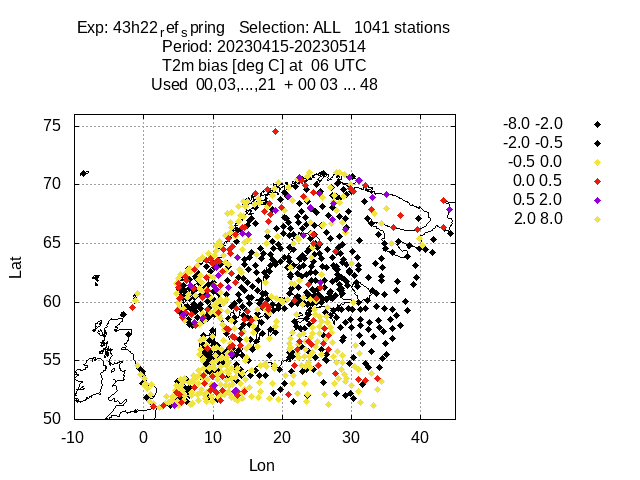 Exp: 43h22ref spring   Selection: ALL   1041 stations
Period: 20230415-20230514
T2m bias [deg C] at  06 UTC
Used  00,03,...,21  + 00 03 ... 48
-8.0 -2.0
-2.0 -0.5
-0.5 0.0
0.0 0.5
0.5 2.0
2.0 8.0
75
70
65
60
55
50
Lat
-10 0 10 20 30 40
Lon